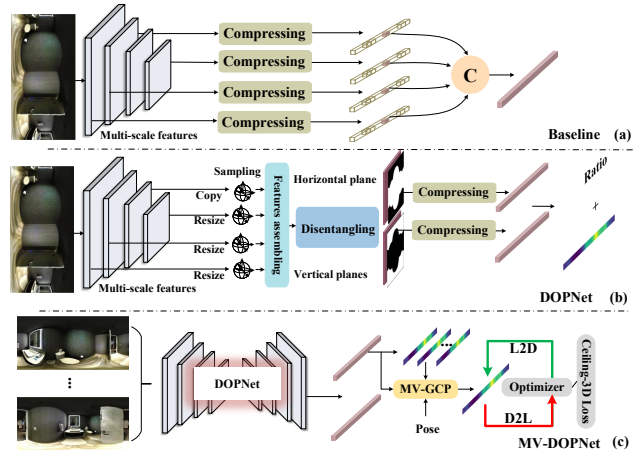 Compressing
Compressing
Compressing
Compressing
C
Multi-scale features
Baseline (a)
Sampling
Copy
Resize
Resize
Resize
Features assembling
Horizontal plane
Disentangling
Vertical planes
Compressing
Compressing
Ratio
Multi-scale features
(b)
DOPNet
DOPNet
MV-GCP
Pose
L2D
Optimizer
D2L
Ceiling-3D Loss
(c)
MV-DOPNet